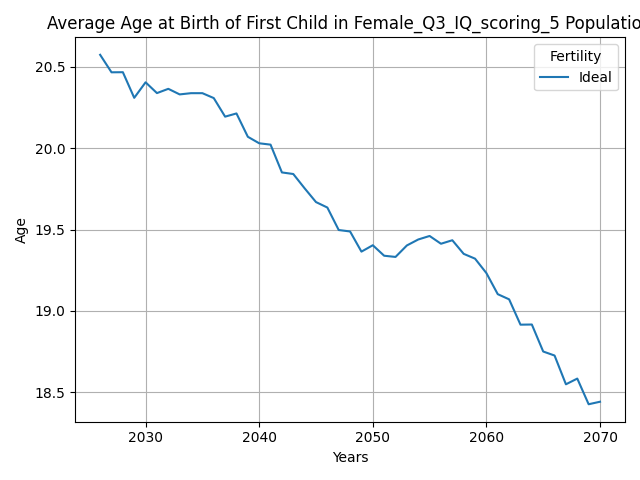 Average Age at Birth of First Child in Female_Q3_IQ_scoring_5 Populatio
Fertility
Ideal
Age
20.5
20.0
19.5
19.0
18.5
2030 2040 2050 2060 2070
Years